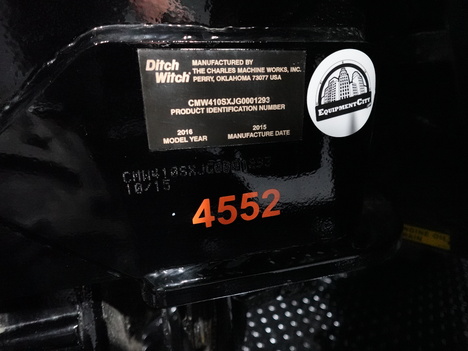 Ditch
Witch
MANUFACTURED BY
THE CHARLES MACHINE WORKS, INC.
PERRY, OKLAHOMA 73077 USA
CMW410SXJG0001293
PRODUCT IDENTIFICATION NUMBER
2016
MODEL YEAR
2015
MANUFACTURE DATE
EQUIPMENTCITY
10/15
4552